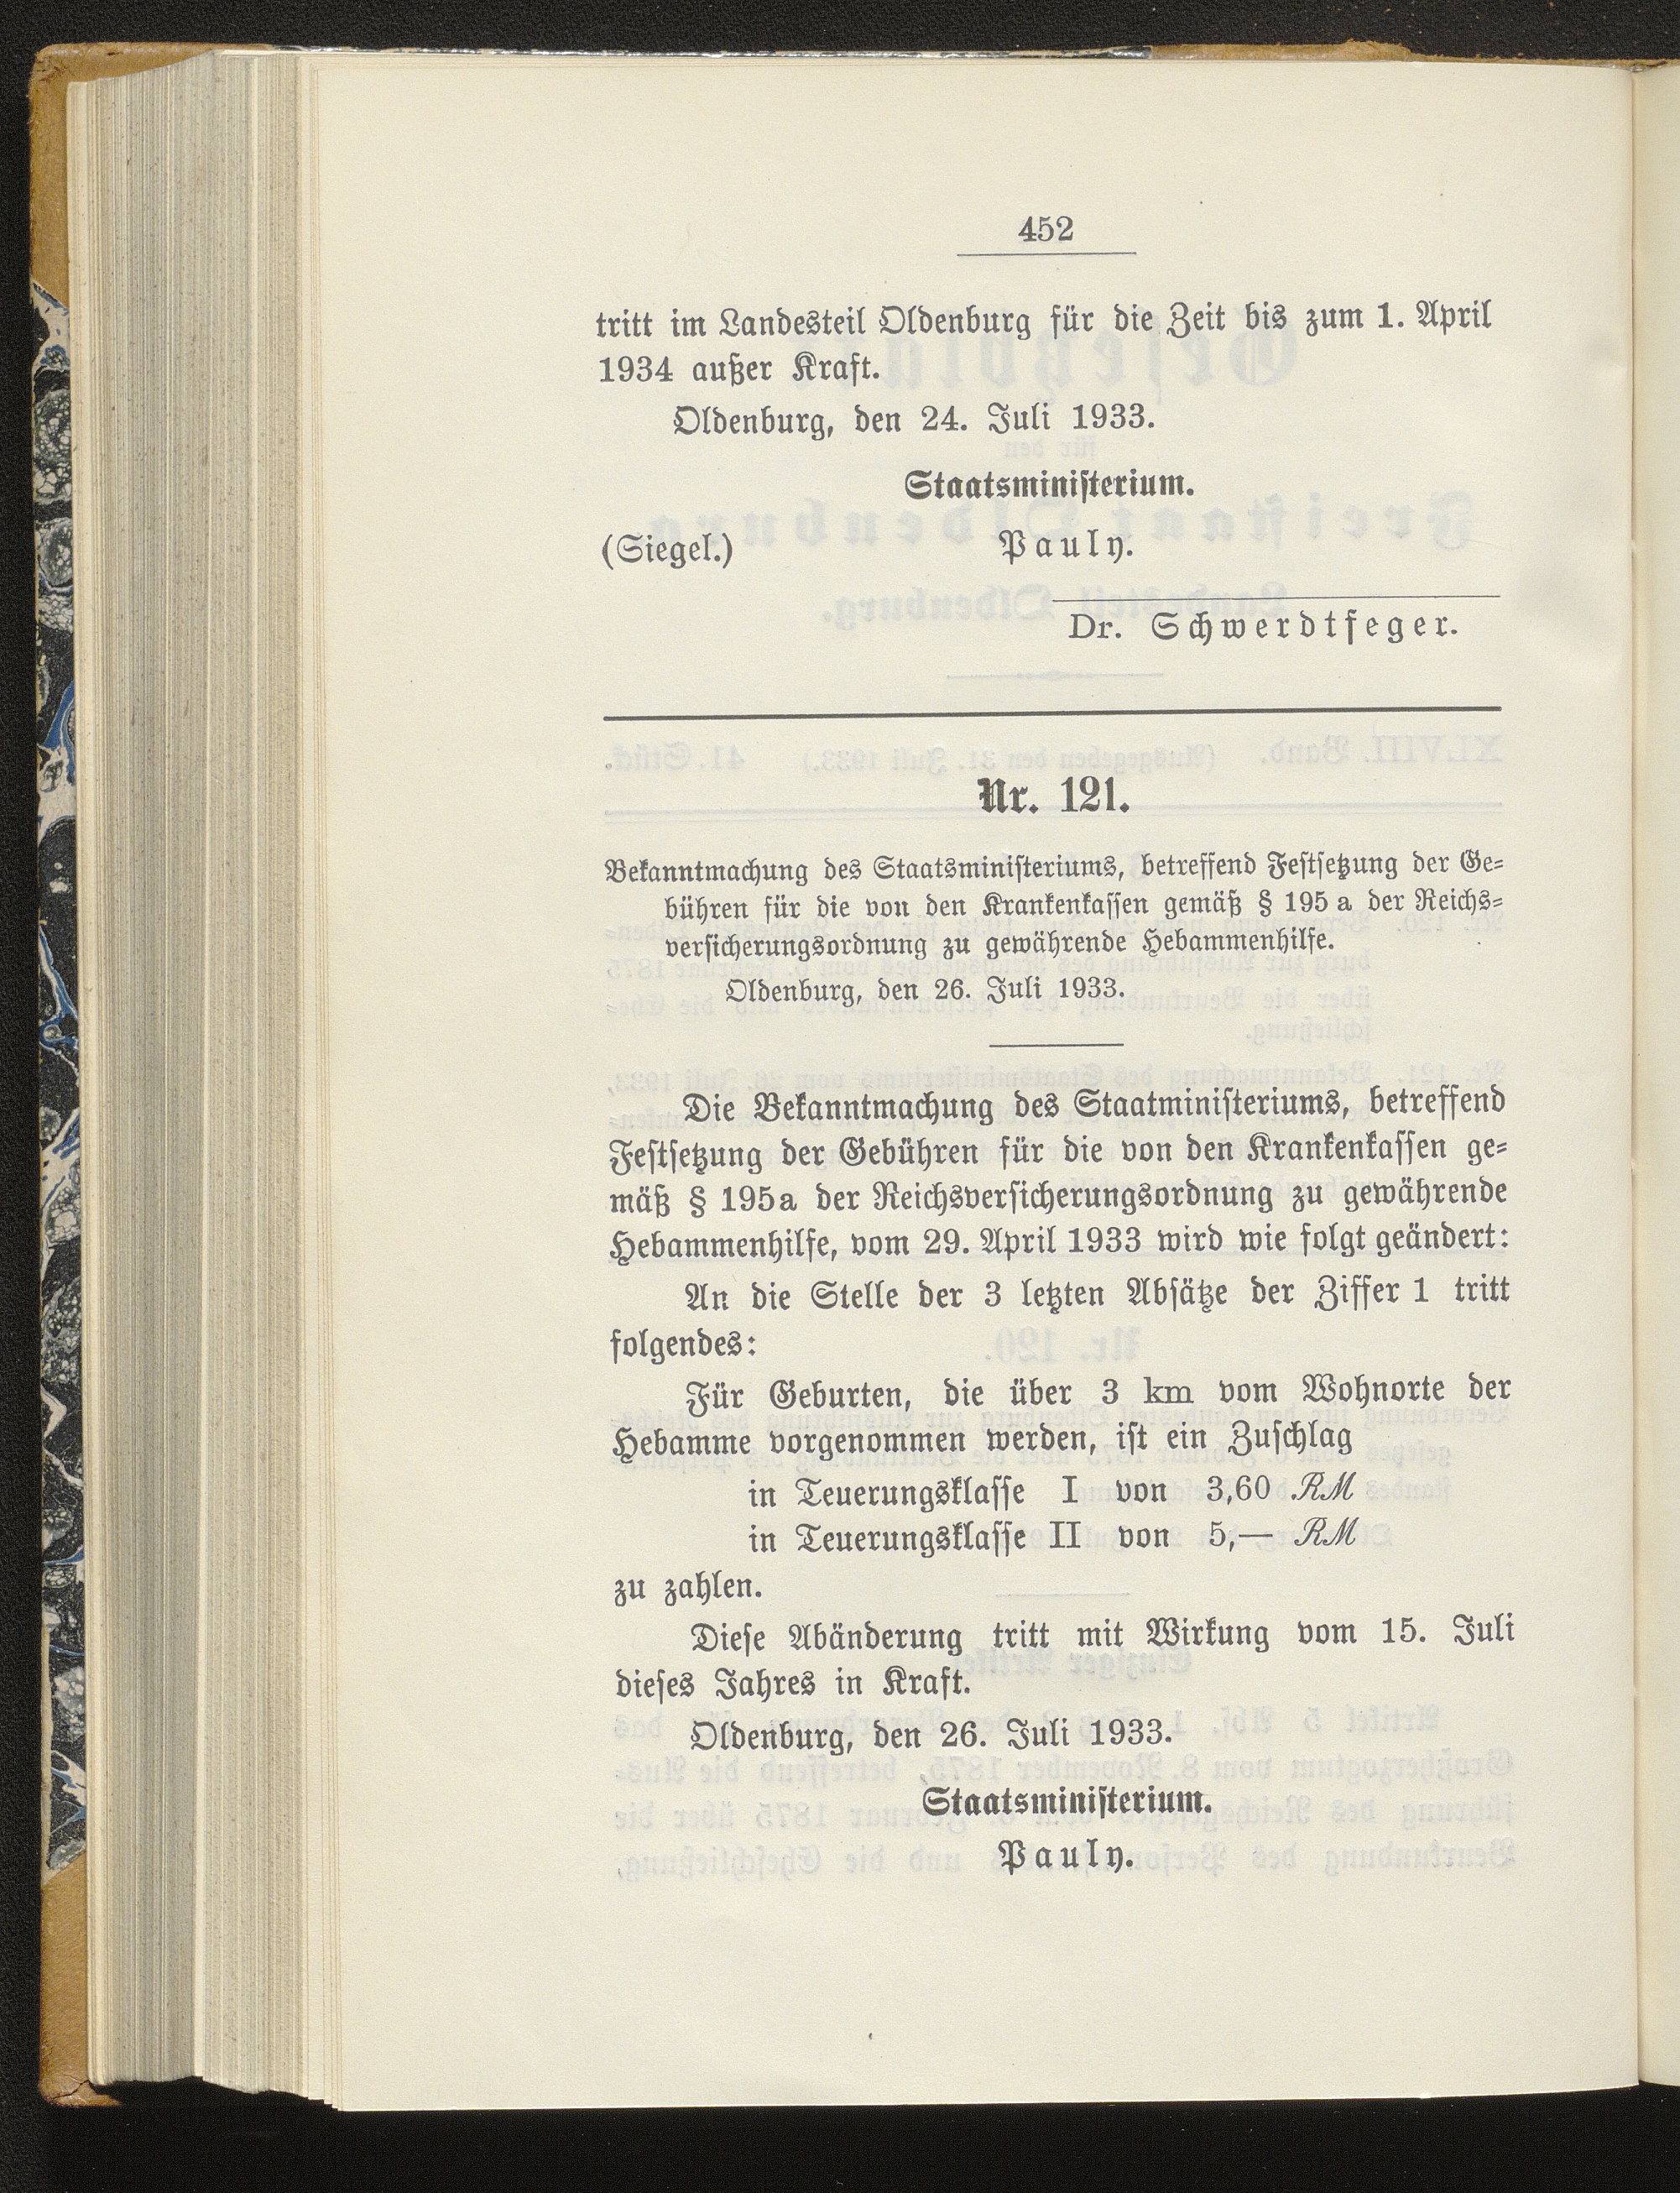 452
tritt im Landesteil Oldenburg für die Zeit bis zum 1. April
1934 außer Kraft.
Oldenburg, den 24. Juli 1933.
Staatsministerium.
(Siegel.) Pauly.
Dr. Schwerdtfeger.
Nr. 121.
Bekanntmachung des Staatsministeriums, betreffend Festsetzung der Ge-
bühren für die von den Krankenkassen gemäß § 195 a der Reichs-
versicherungsordnung zu gewährende Hebammenhilfe.
Oldenburg, den 26. Juli 1933.
Die Bekanntmachung des Staatministeriums, betreffend
Festsetzung der Gebühren für die von den Krankenkassen ge-
mäß § 195a der Reichsversicherungsordnung zu gewährende
Hebammenhilfe, vom 29. April 1933 wird wie folgt geändert:
An die Stelle der 3 letzten Absätze der Ziffer 1 tritt
folgendes:
Für Geburten, die über 3 km vom Wohnorte der
Hebamme vorgenommen werden, ist ein Zuschlag
in Teuerungsklasse I von 3,60 RM
in Teuerungsklasse II von 5,— RM
zu zahlen.
Diese Abänderung tritt mit Wirkung vom 15. Juli
dieses Jahres in Kraft.
Oldenburg, den 26. Juli 1933.
Staatsministerium.
Pauly.